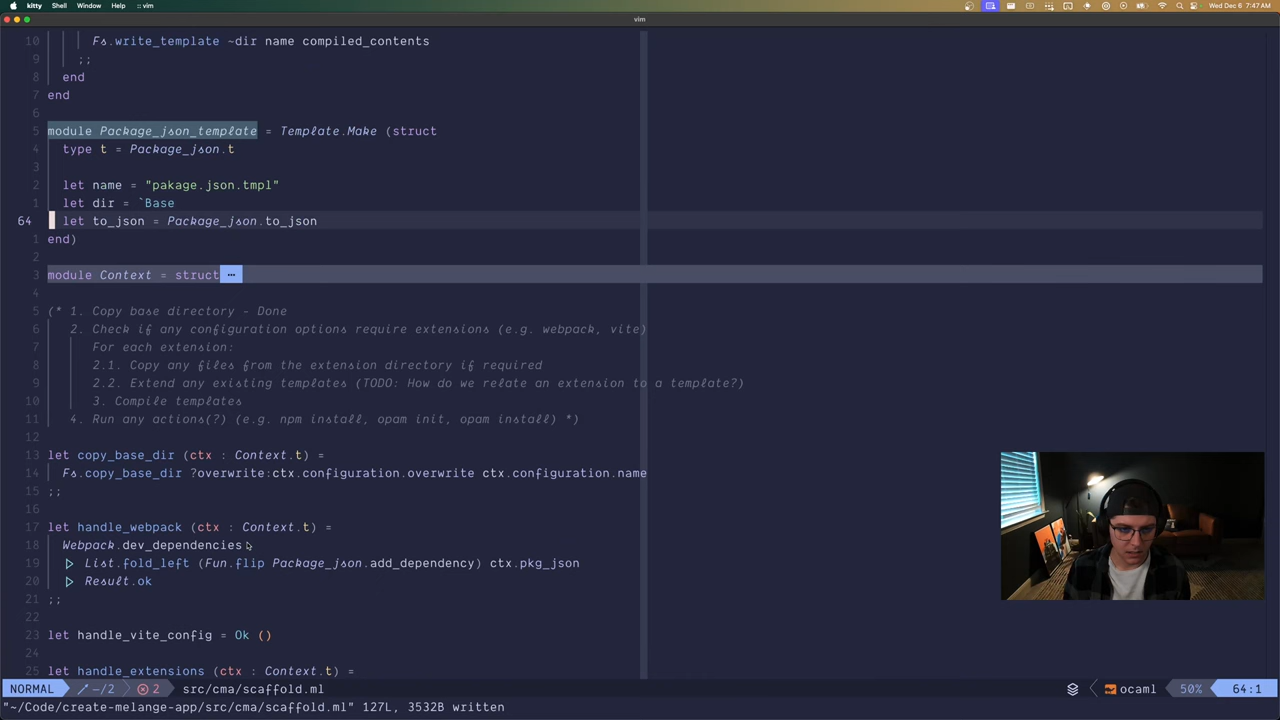 kitty Shell Window Help :: vim Wed Dec 6 7:47 AM
vim
10 Fs.write_template ~dir name compiled_contents
9 ;;
8 end
7 end
6
5 module Package_json_template = Template.Make (struct
4 type t = Package_json.t
3
2 let name = "pakage.json.tmpl"
1 let dir = `Base
64 let to_json = Package_json.to_json
1 end)
2
3 module Context = struct ⋯
4
5 (* 1. Copy base directory - Done
6 2. Check if any configuration options require extensions (e.g. webpack, vite)
7 For each extension:
8 2.1. Copy any files from the extension directory if required
9 2.2. Extend any existing templates (TODO: How do we relate an extension to a template?)
10 3. Compile templates
11 4. Run any actions(?) (e.g. npm install, opam init, opam install) *)
12
13 let copy_base_dir (ctx : Context.t) =
14 Fs.copy_base_dir ?overwrite:ctx.configuration.overwrite ctx.configuration.name
15 ;;
16
17 let handle_webpack (ctx : Context.t) =
18 Webpack.dev_dependencies
19 ▷ List.fold_left (Fun.flip Package_json.add_dependency) ctx.pkg_json
20 ▷ Result.ok
21 ;;
22
23 let handle_vite_config = Ok ()
24
25 let handle_extensions (ctx : Context.t) =
NORMAL −/2 2 src/cma/scaffold.ml ocaml 50% 64:1
"~/Code/create-melange-app/src/cma/scaffold.ml" 127L, 3532B written